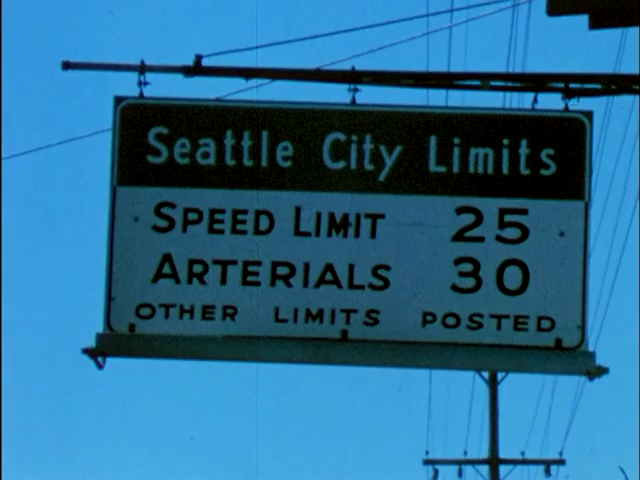 Seattle City Limits
SPEED LIMIT 25
ARTERIALS 30
OTHER LIMITS POSTED